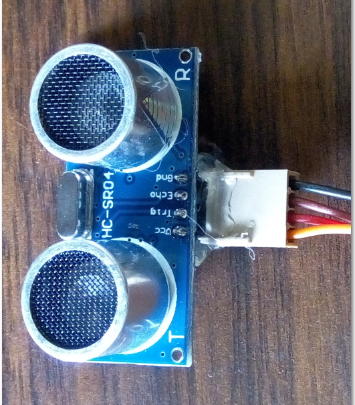 R
HC-SR04
Gnd
Echo
Trig
Vcc
T